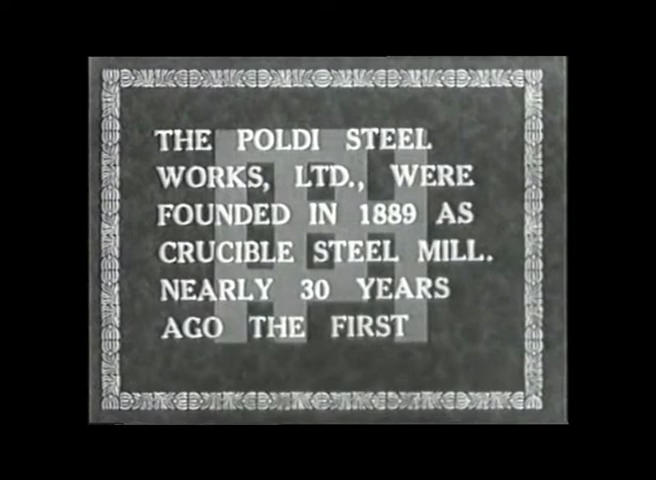 THE POLDI STEEL
WORKS, LTD., WERE
FOUNDED IN 1889 AS
CRUCIBLE STEEL MILL.
NEARLY 30 YEARS
AGO THE FIRST